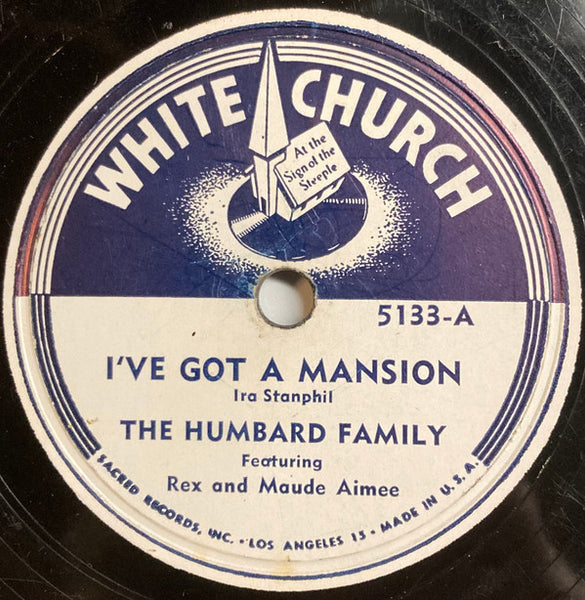 WHITE CHURCH
At the
Sign of the
Steeple
5133-A
I'VE GOT A MANSION
Ira Stanphil
THE HUMBARD FAMILY
Featuring
Rex and Maude Aimee
SACRED RECORDS, INC. • LOS ANGELES 15 • MADE IN U.S.A.